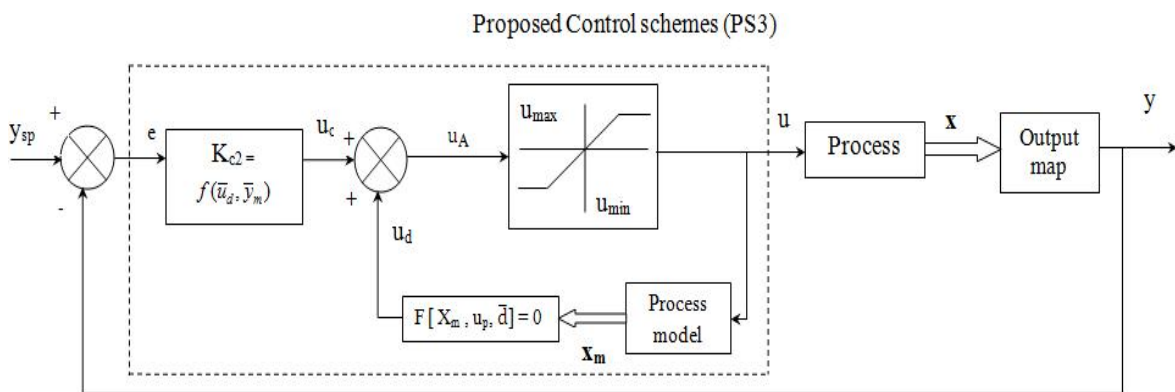 Proposed Control schemes (PS3)
+
y_sp
-
e
K_c2 =
f(ū_d, ȳ_m)
u_c
+
+
u_A
u_d
u_max
u_min
u
Process
x
Output
map
y
F [ X_m , u_p, d̄ ] = 0
x_m
Process
model